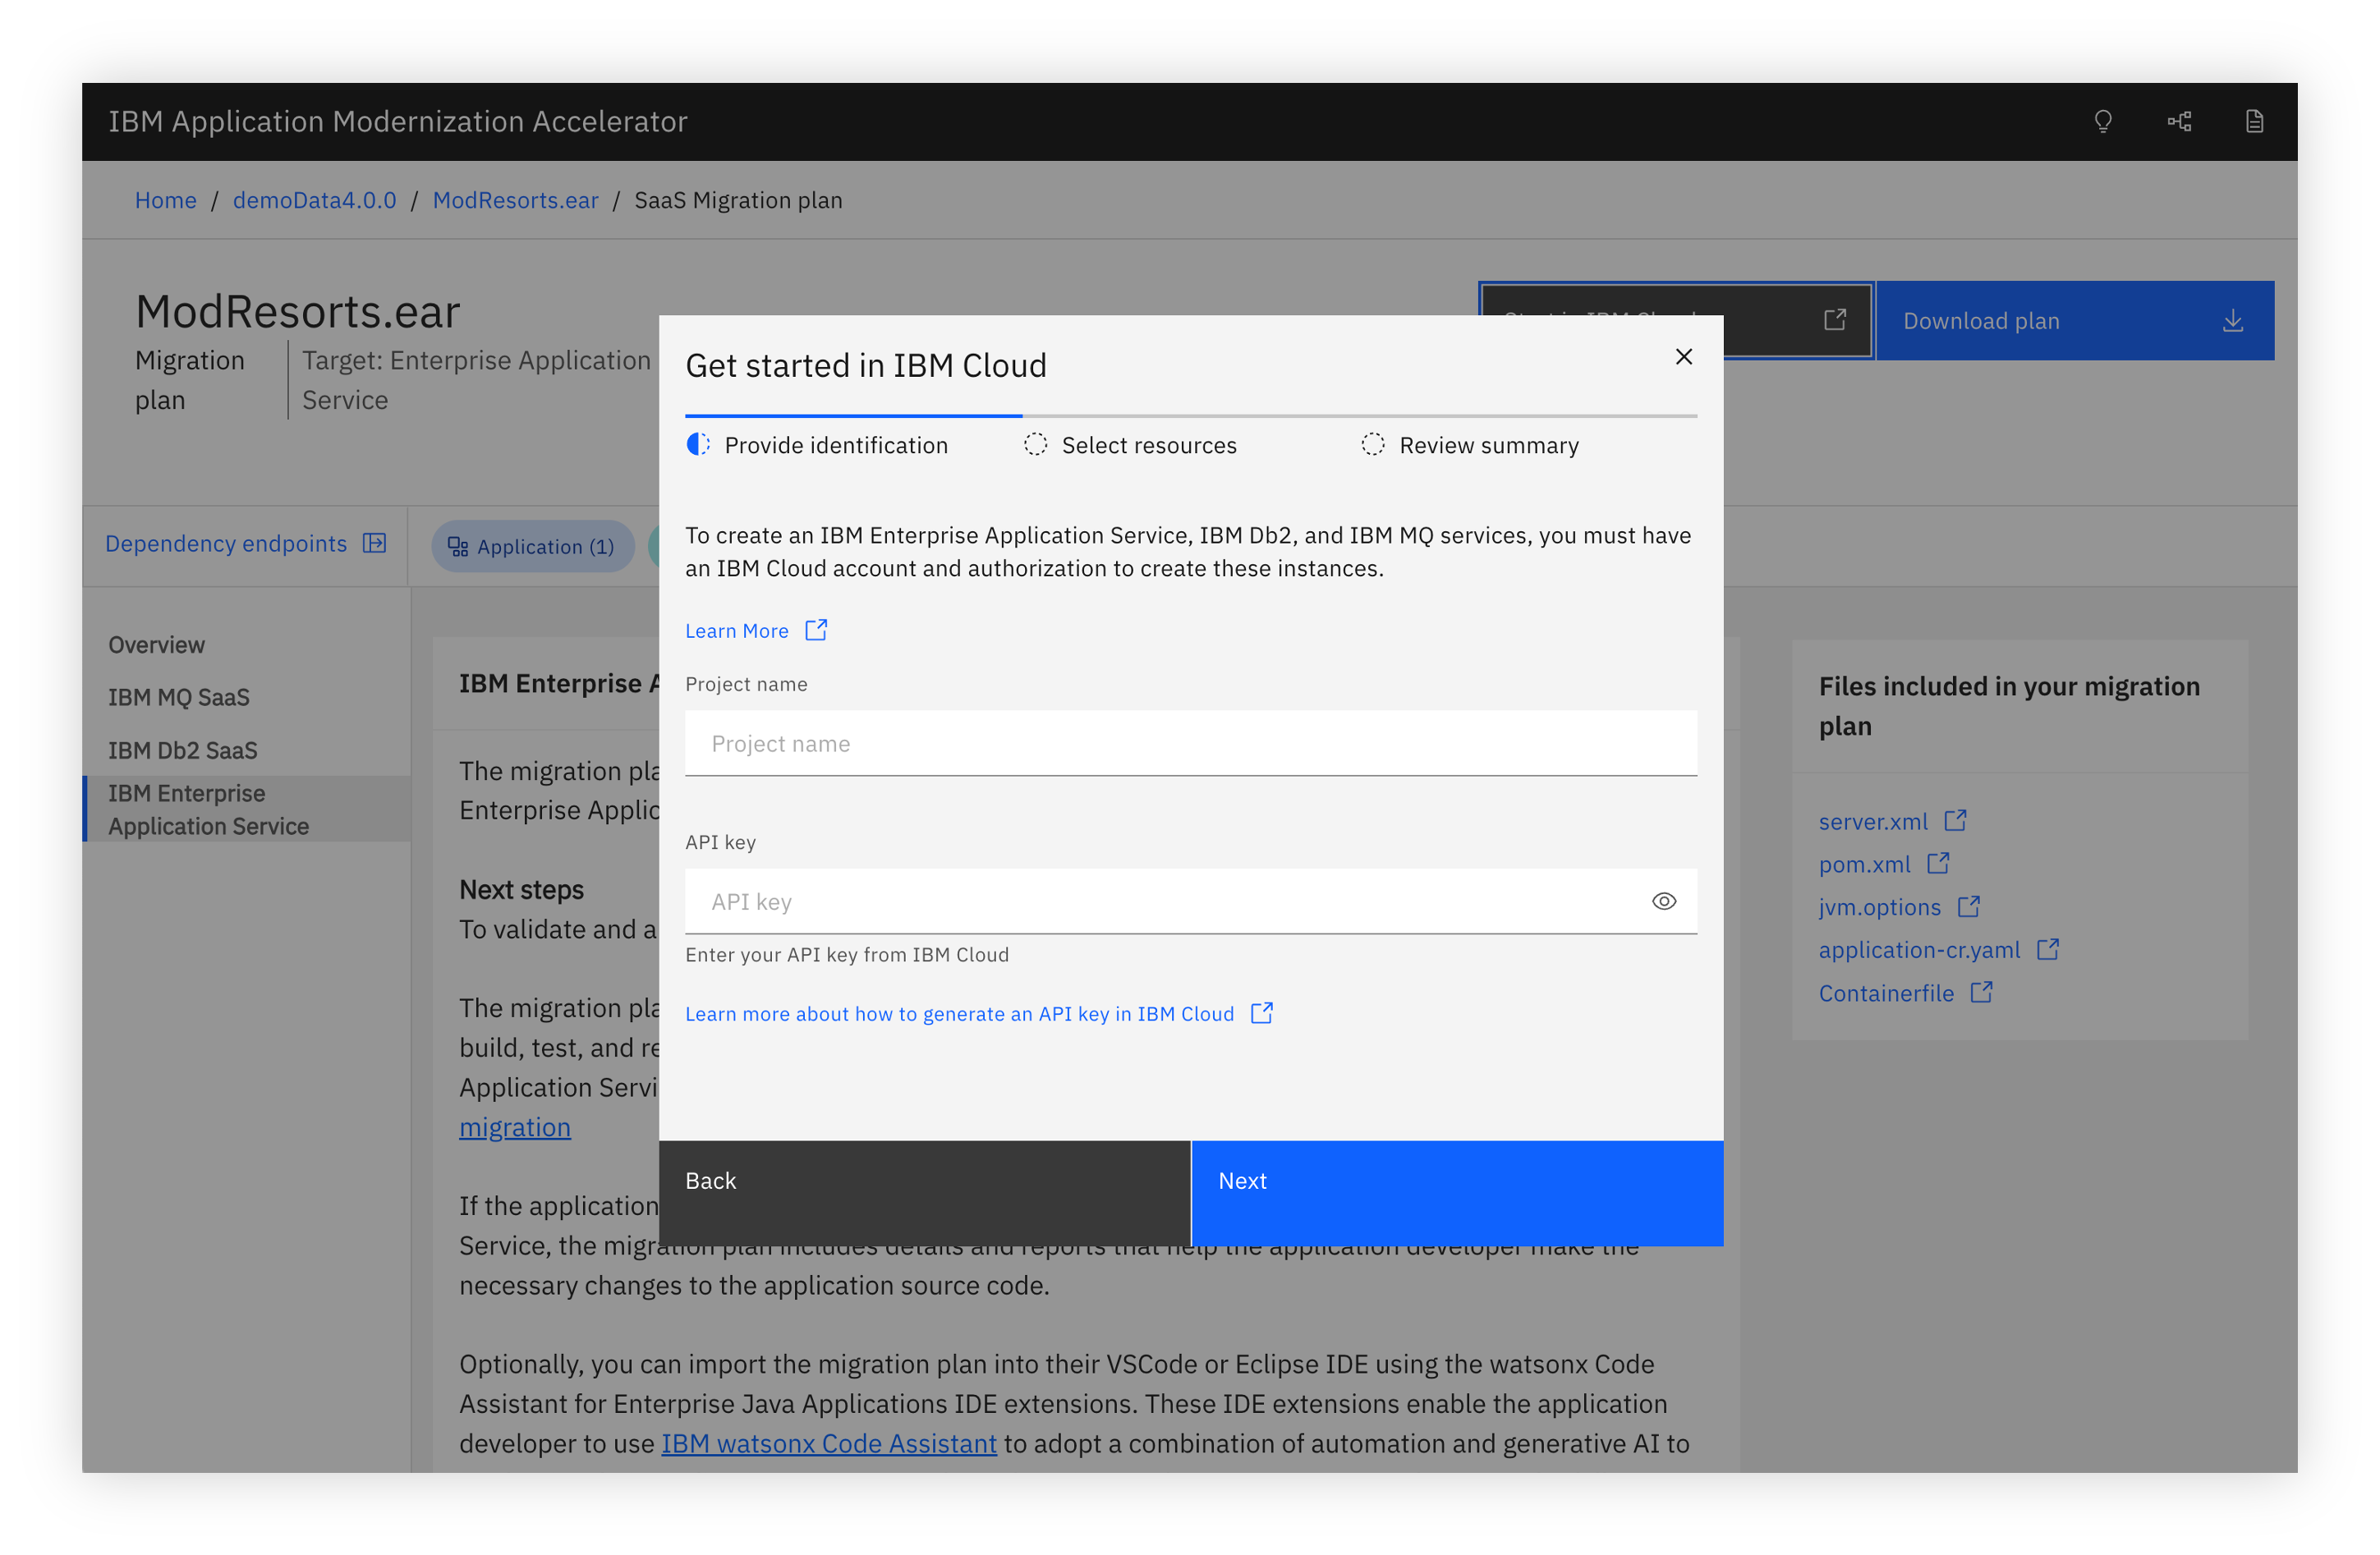 IBM Application Modernization Accelerator
Home / demoData4.0.0 / ModResorts.ear / SaaS Migration plan
ModResorts.ear
Migration
plan
Target: Enterprise Application
Service
Download plan
Get started in IBM Cloud
Provide identification
Select resources
Review summary
To create an IBM Enterprise Application Service, IBM Db2, and IBM MQ services, you must have
an IBM Cloud account and authorization to create these instances.
Learn More
Project name
Project name
API key
API key
Enter your API key from IBM Cloud
Learn more about how to generate an API key in IBM Cloud
Back
Next
Dependency endpoints
Application (1)
Overview
IBM MQ SaaS
IBM Db2 SaaS
IBM Enterprise
Application Service
IBM Enterprise
The migration
Enterprise
Next steps
To validate and
The migration
build, test, and
Application
migration
If the application
Service, the migration plan includes details and reports that help the application developer make the
necessary changes to the application source code.
Optionally, you can import the migration plan into their VSCode or Eclipse IDE using the watsonx Code
Assistant for Enterprise Java Applications IDE extensions. These IDE extensions enable the application
developer to use IBM watsonx Code Assistant to adopt a combination of automation and generative AI to
Files included in your migration
plan
server.xml
pom.xml
jvm.options
application-cr.yaml
Containerfile